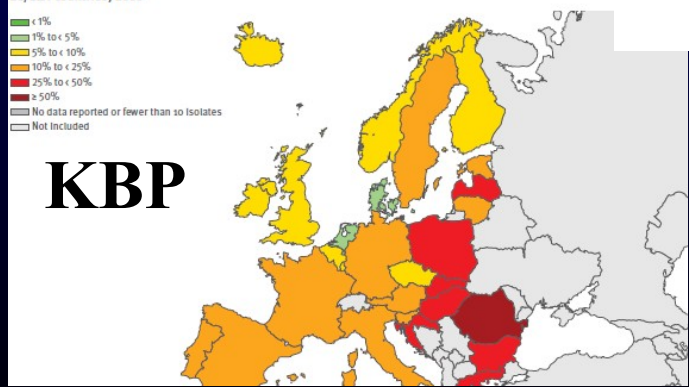 < 1%
1% to < 5%
5% to < 10%
10% to < 25%
25% to < 50%
≥ 50%
No data reported or fewer than 10 isolates
Not included
KBP